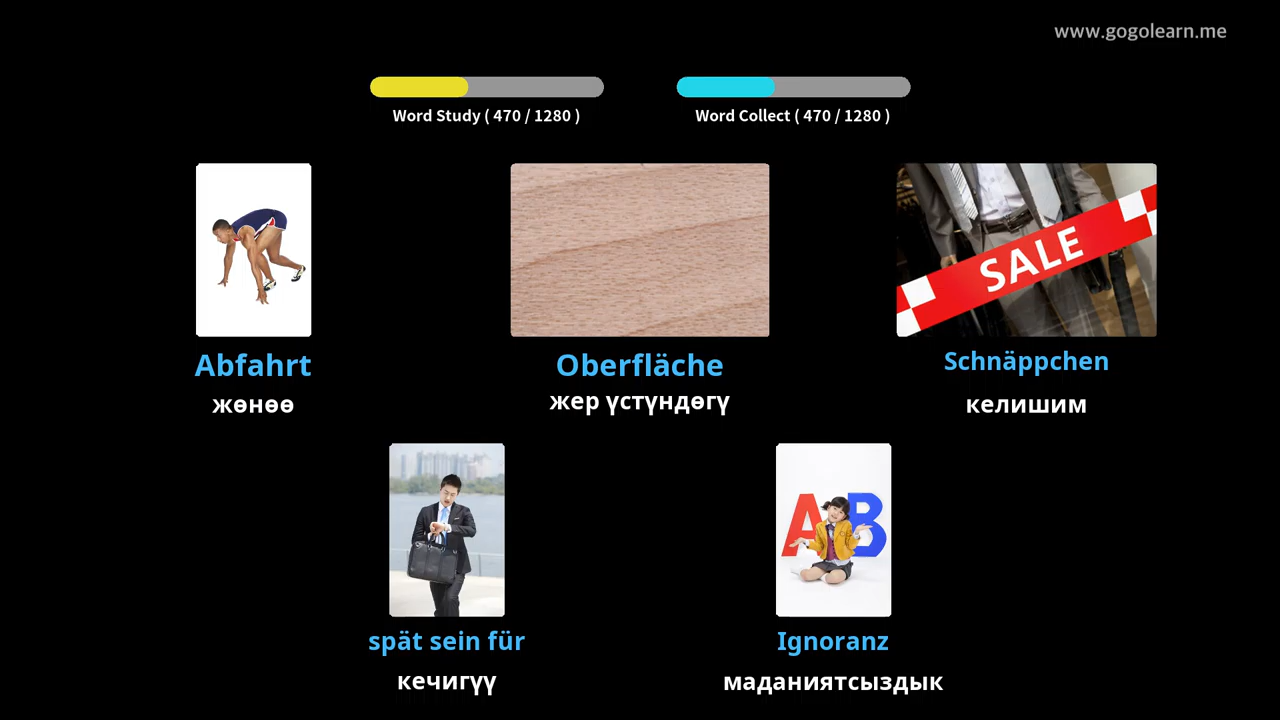 www.gogolearn.me
Word Study ( 470 / 1280 )
Word Collect ( 470 / 1280 )
SALE
Abfahrt
жөнөө
Oberfläche
жер үстүндөгү
Schnäppchen
келишим
A B
spät sein für
кечигүү
Ignoranz
маданиятсыздык